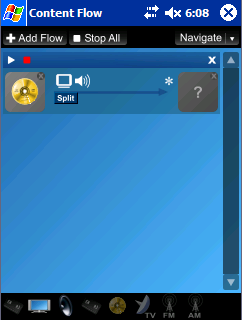 Content Flow 6:08
Add Flow Stop All Navigate
x
Split
?
TV FM AM